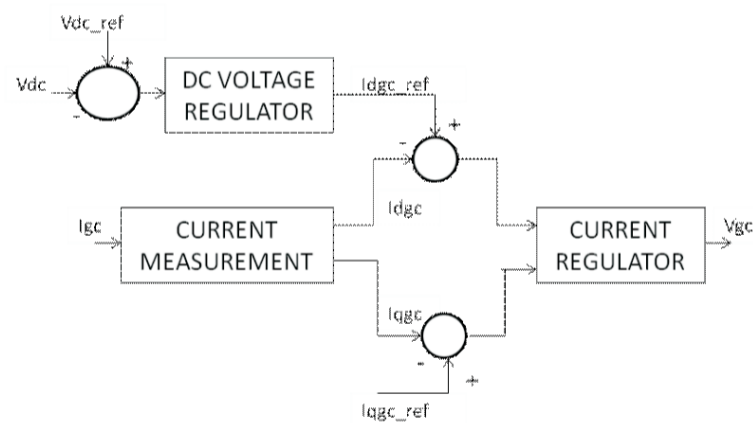 Vdc_ref
+
Vdc
-
DC VOLTAGE
REGULATOR
Idgc_ref
+
-
Idgc
Igc
CURRENT
MEASUREMENT
CURRENT
REGULATOR
Vgc
Iqgc
-
+
Iqgc_ref